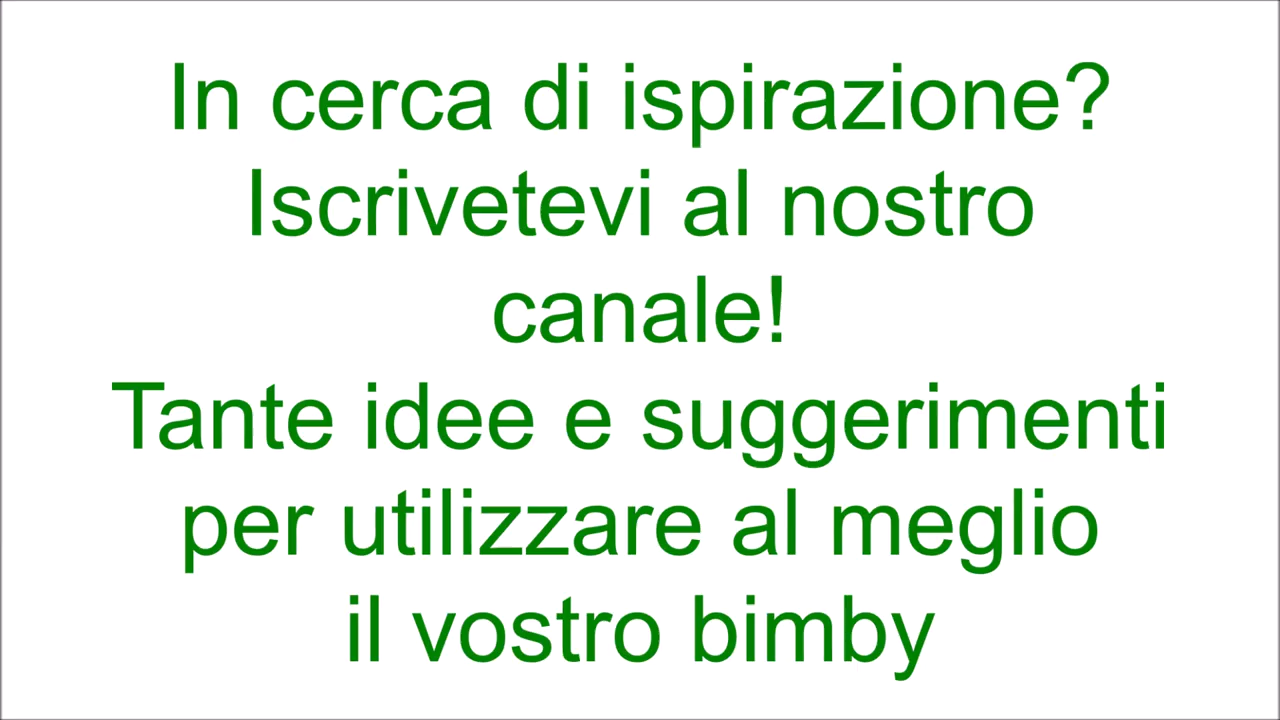 In cerca di ispirazione?
Iscrivetevi al nostro
canale!
Tante idee e suggerimenti
per utilizzare al meglio
il vostro bimby